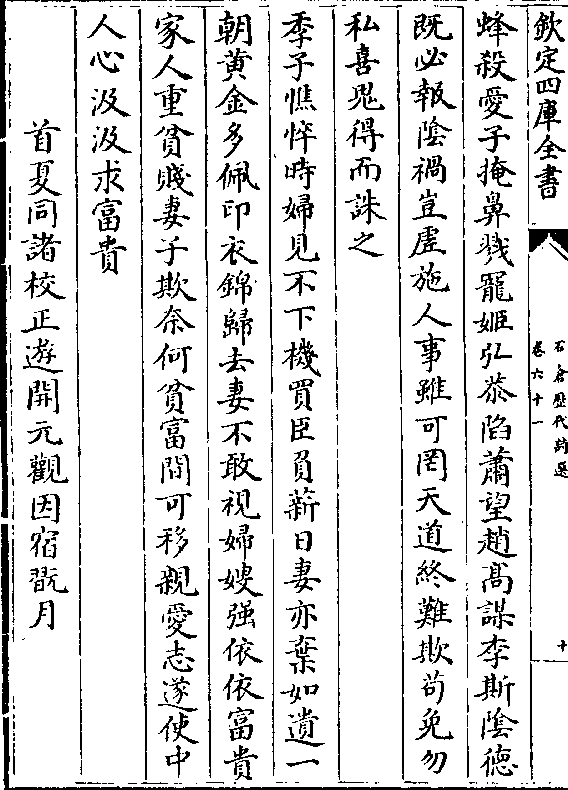 欽定四庫全書
石倉歷代詩選
卷六十一
十
蜂殺愛子掩鼻戮寵姬弘恭陷蕭望趙髙謀李斯陰德
既必報陰禍豈虚施人事雖可罔天道終難欺苟免勿
私喜鬼得而誅之
季子憔悴時婦見不下機買臣負薪日妻亦棄如遺一
朝黄金多佩印衣錦歸去妻不敢視婦嫂强依依富貴
家人重貧賤妻子欺奈何貧富間可移親愛志遂使中
人心汲汲求富貴
首夏同諸校正遊開元觀因宿翫月